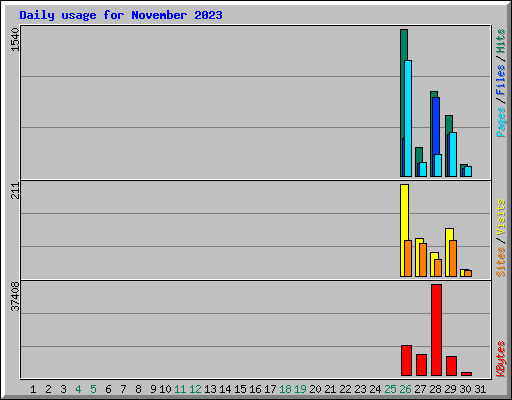 Daily usage for November 2023
1540
Pages / Files / Hits
211
Sites / Visits
37408
KBytes
1 2 3 4 5 6 7 8 9 10 11 12 13 14 15 16 17 18 19 20 21 22 23 24 25 26 27 28 29 30 31